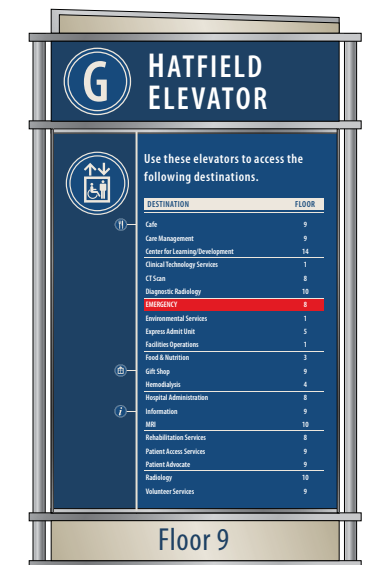 G
HATFIELD
ELEVATOR
Use these elevators to access the
following destinations.
DESTINATION FLOOR
Cafe 9
Care Management 9
Center for Learning/Development 14
Clinical Technology Services 1
CT Scan 8
Diagnostic Radiology 10
EMERGENCY 8
Environmental Services 1
Express Admit Unit 5
Facilities Operations 1
Food & Nutrition 3
Gift Shop 9
Hemodialysis 4
Hospital Administration 8
i Information 9
MRI 10
Rehabilitation Services 8
Patient Access Services 9
Patient Advocate 9
Radiology 10
Volunteer Services 9
Floor 9